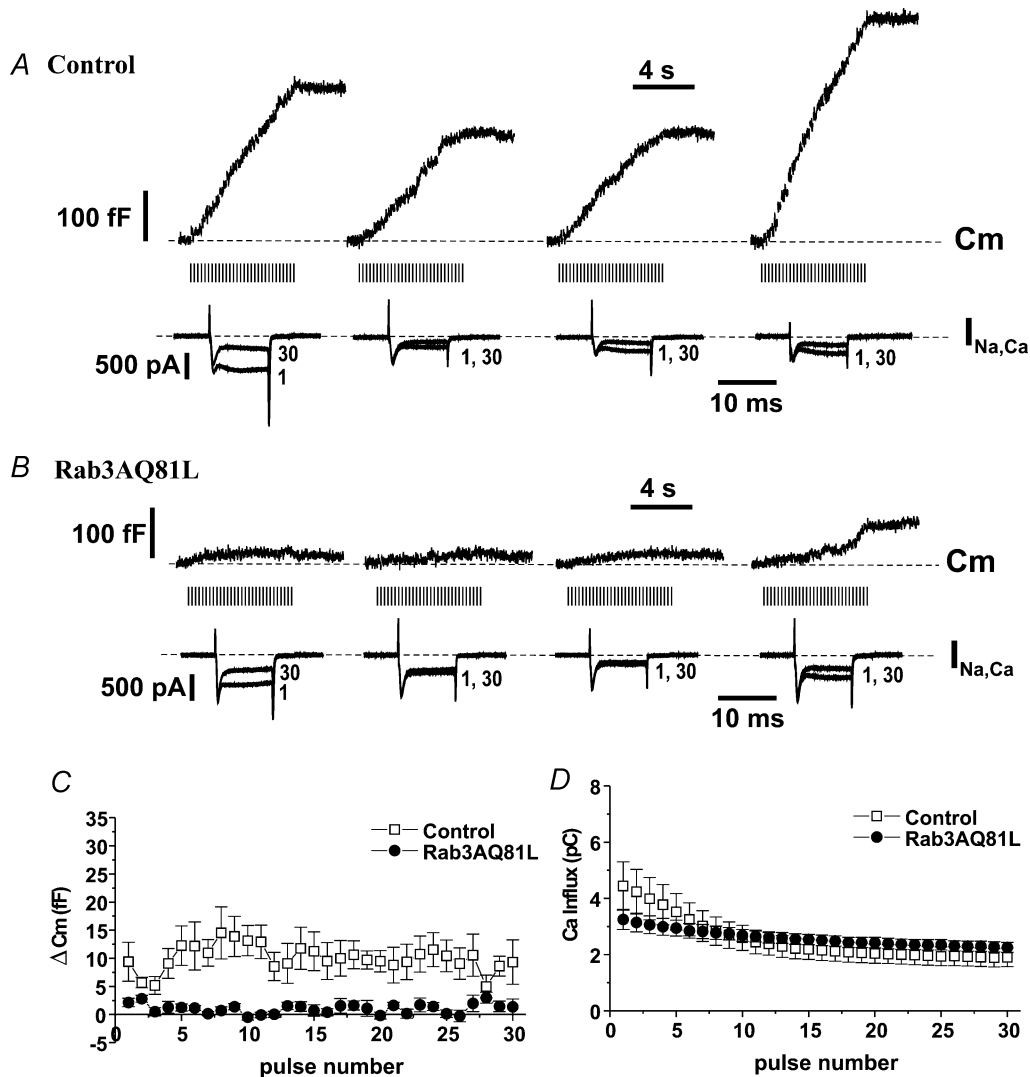 A Control
4 s
100 fF
Cm
500 pA
30
1
1, 30
1, 30
1, 30
I Na,Ca
10 ms
B Rab3AQ81L
4 s
100 fF
Cm
500 pA
30
1
1, 30
1, 30
1, 30
I Na,Ca
10 ms
C
35
30
25
20
15
10
5
0
-5
Δ Cm (fF)
Control
Rab3AQ81L
0 5 10 15 20 25 30
pulse number
D
8
6
4
2
0
Ca Influx (pC)
Control
Rab3AQ81L
0 5 10 15 20 25 30
pulse number